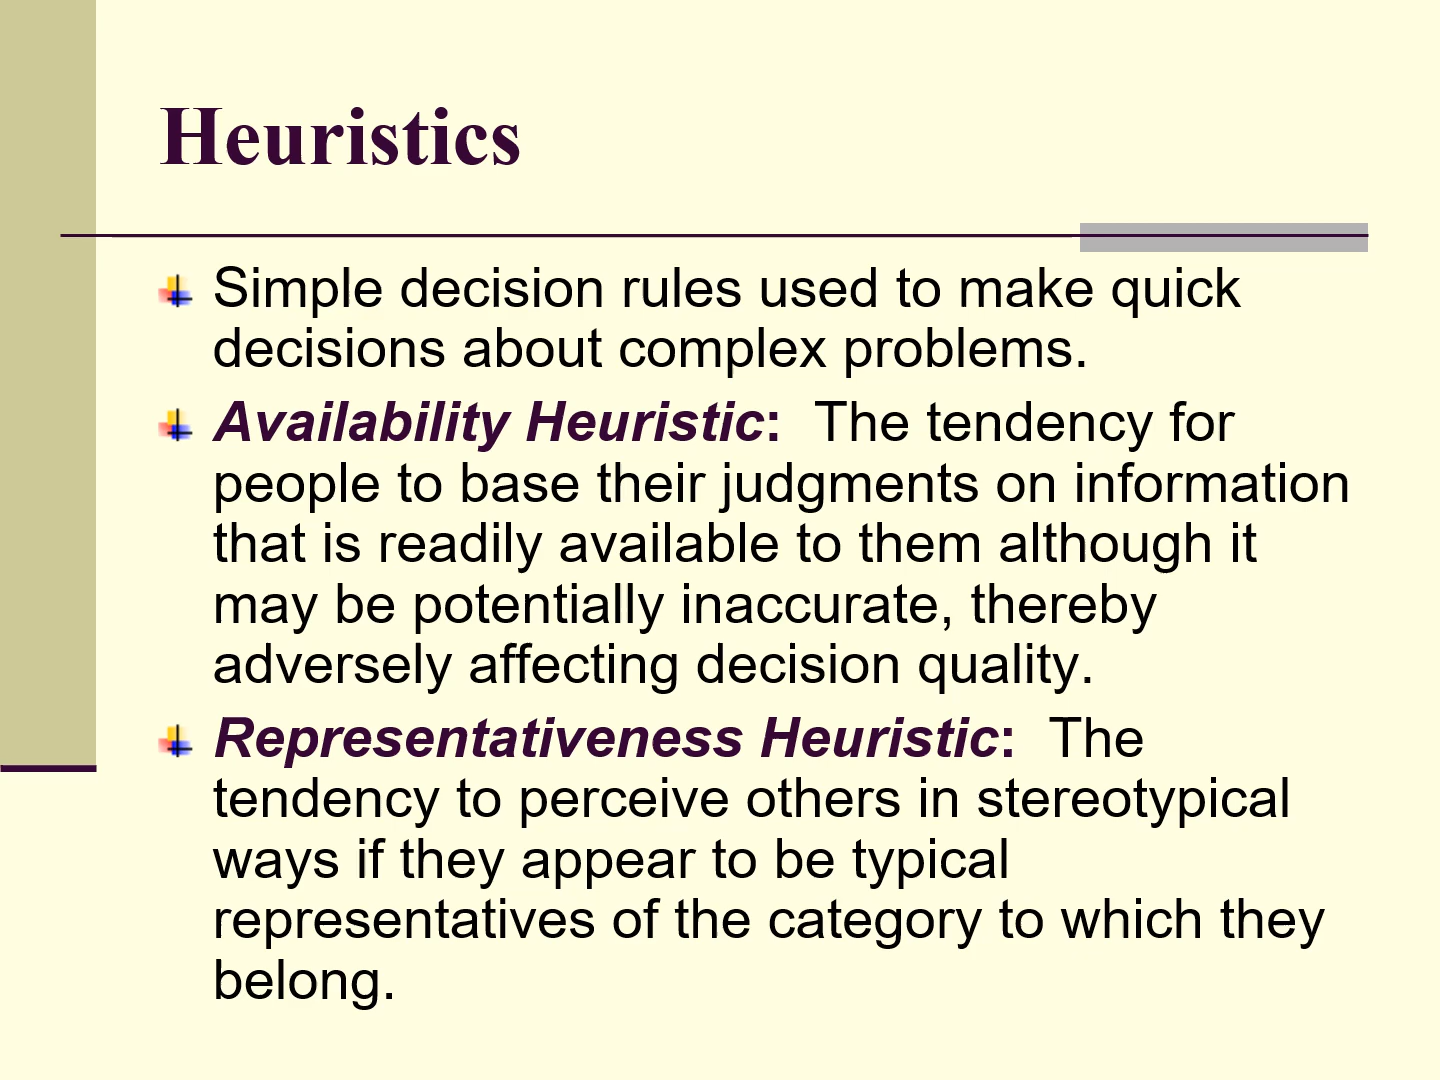 Heuristics
Simple decision rules used to make quick
decisions about complex problems.
Availability Heuristic:  The tendency for
people to base their judgments on information
that is readily available to them although it
may be potentially inaccurate, thereby
adversely affecting decision quality.
Representativeness Heuristic:  The
tendency to perceive others in stereotypical
ways if they appear to be typical
representatives of the category to which they
belong.